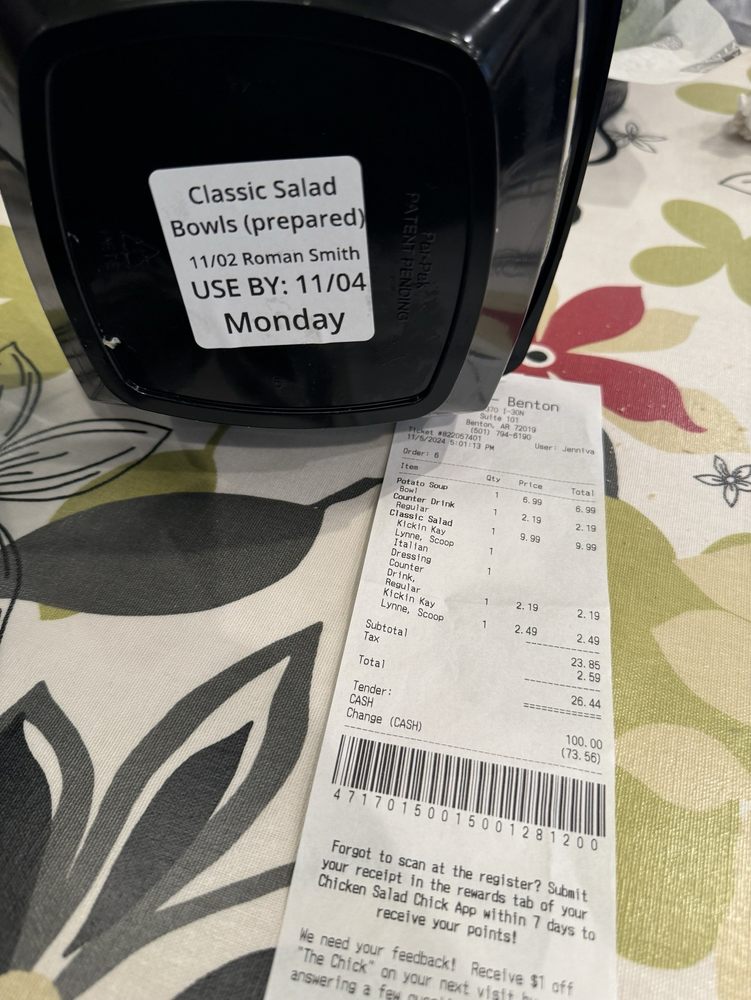 Classic Salad
Bowls (prepared)
11/02 Roman Smith
USE BY: 11/04
Monday
Par-Pak
PATENT PENDING
- Benton
370 I-30N
Suite 101
Benton, AR 72019
(501) 794-6190
Ticket #822057401
11/5/2024 5:01:13 PM User: Jenniva
Order: 6
Item Qty Price Total
Potato Soup 1 6.99 6.99
Bowl
Counter Drink 1 2.19 2.19
Regular
Classic Salad 1 9.99 9.99
Kickin Kay
Lynne, Scoop 1
Italian
Dressing 1
Counter
Drink,
Regular 1 2.19 2.19
Kickin Kay
Lynne, Scoop 1 2.49 2.49
Subtotal 23.85
Tax 2.59
Total 26.44
Tender:
CASH 100.00
Change (CASH) (73.56)
47170150015001281200
Forgot to scan at the register? Submit
your receipt in the rewards tab of your
Chicken Salad Chick App within 7 days to
receive your points!
We need your feedback! Receive $1 off
"The Chick" on your next visit
answering a few